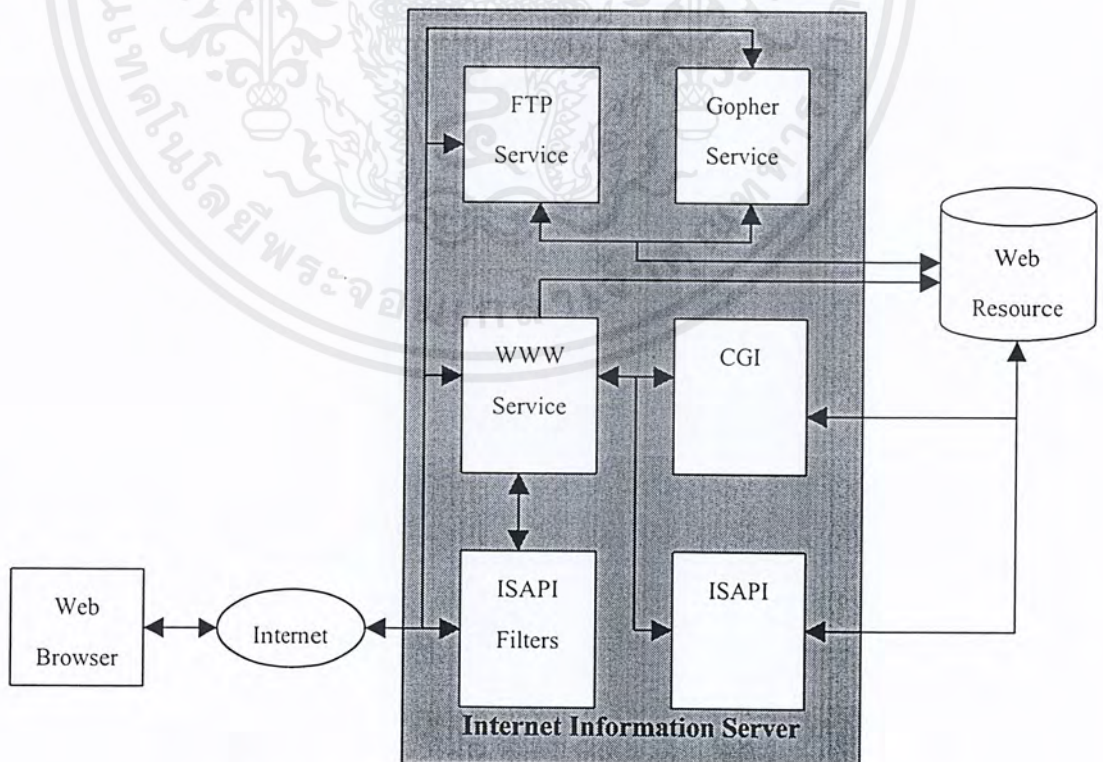 FTP
Service
Gopher
Service
Web
Resource
WWW
Service
CGI
ISAPI
Filters
ISAPI
Web
Browser
Internet
Internet Information Server